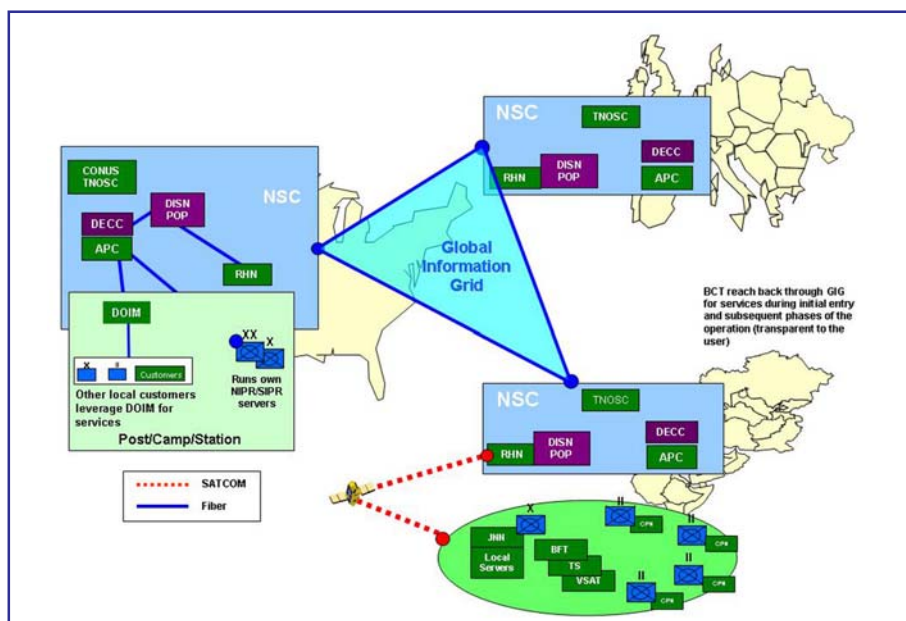 NSC
TNOSC
DECC
RHN
DISN
POP
APC
CONUS
TNOSC
NSC
DISN
POP
DECC
APC
RHN
Global
Information
Grid
BCT reach back through GIG
for services during initial entry
and subsequent phases of the
operation (transparent to the
user)
DOIM
XX
X
X
II
Customers
Runs own
NIPR/SIPR
servers
Other local customers
leverage DOIM for
services
Post/Camp/Station
NSC
TNOSC
DECC
RHN
DISN
POP
APC
SATCOM
Fiber
X
JNN
Local
Servers
BFT
TS
VSAT
II
II
II
II